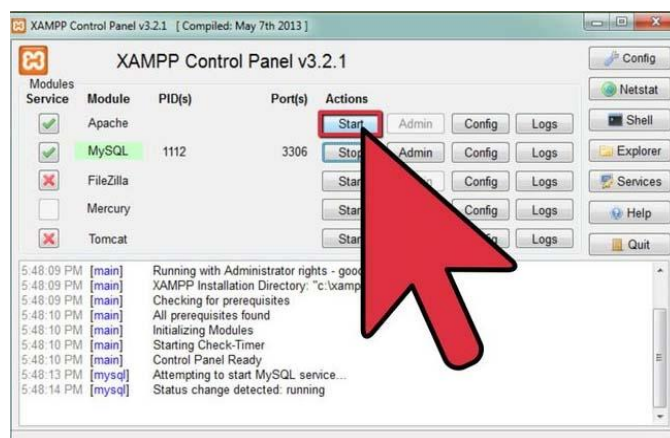 XAMPP Control Panel v3.2.1 [ Compiled: May 7th 2013 ]
XAMPP Control Panel v3.2.1
Config
Modules
Service Module PID(s) Port(s) Actions
Netstat
Apache Start Admin Config Logs
Shell
MySQL 1112 3306 Stop Admin Config Logs
Explorer
FileZilla Config Logs
Services
Mercury Config Logs
Help
Tomcat Logs
Quit
5:48:09 PM [main] Running with Administrator rights -
5:48:09 PM [main] XAMPP Installation Directory:
5:48:09 PM [main] Checking for prerequisites
5:48:10 PM [main] All prerequisites found
5:48:10 PM [main] Initializing Modules
5:48:10 PM [main] Starting Check-Timer
5:48:10 PM [main] Control Panel Ready
5:48:13 PM [mysql] Attempting to start MySQL service...
5:48:14 PM [mysql] Status change detected: running